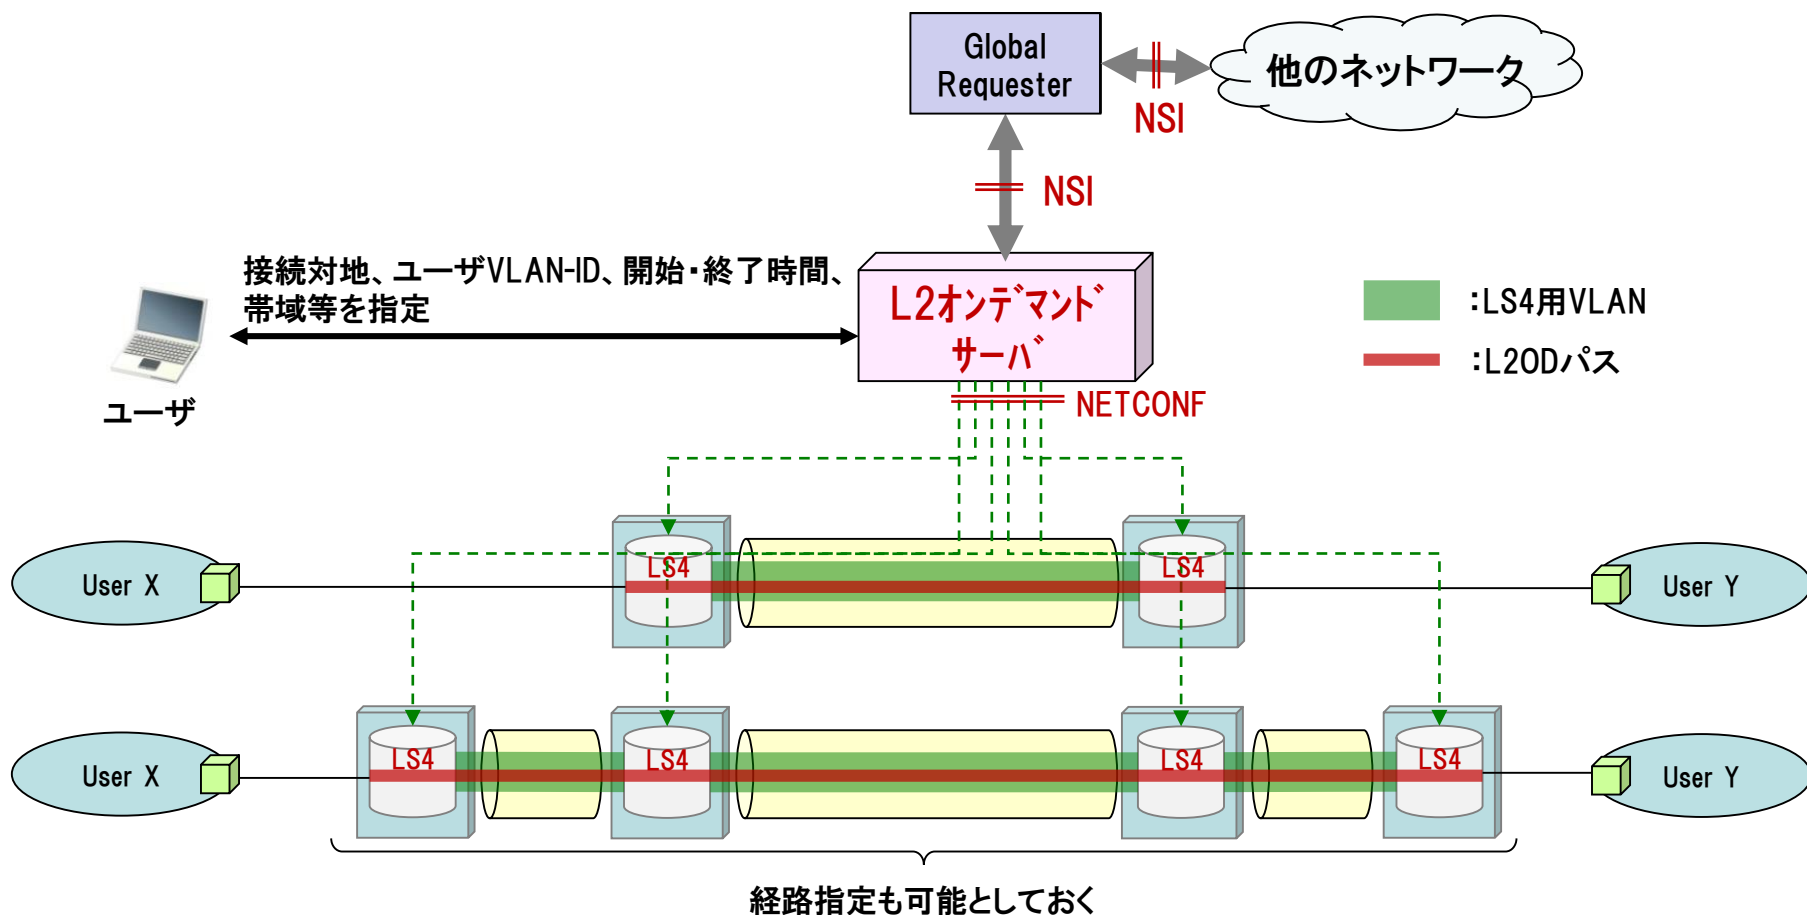 Global
Requester
他のネットワーク
NSI
NSI
接続対地、ユーザVLAN-ID、開始・終了時間、
帯域等を指定
L2オンデマンド
サーバ
:LS4用VLAN
:L2ODパス
ユーザ
NETCONF
User X
LS4
LS4
User Y
User X
LS4
LS4
LS4
LS4
User Y
経路指定も可能としておく